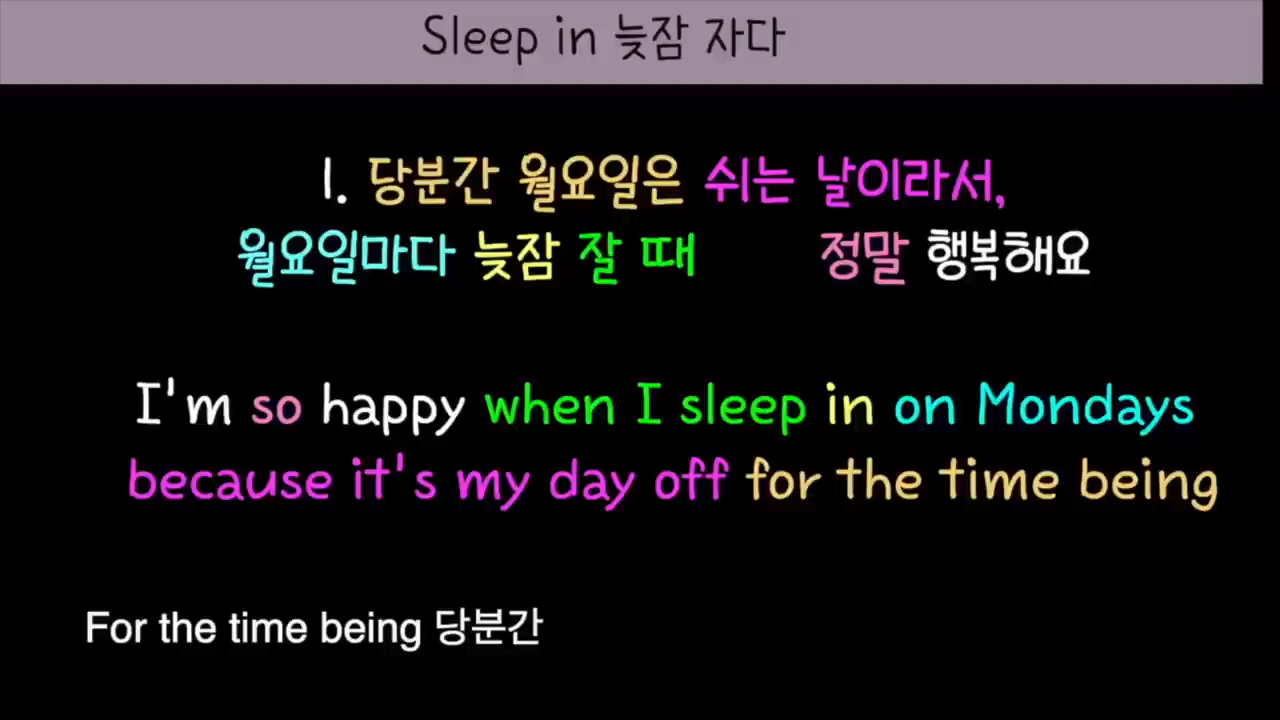 Sleep in 늦잠 자다
1. 당분간 월요일은 쉬는 날이라서,
월요일마다 늦잠 잘 때 정말 행복해요
I'm so happy when I sleep in on Mondays
because it's my day off for the time being
For the time being 당분간